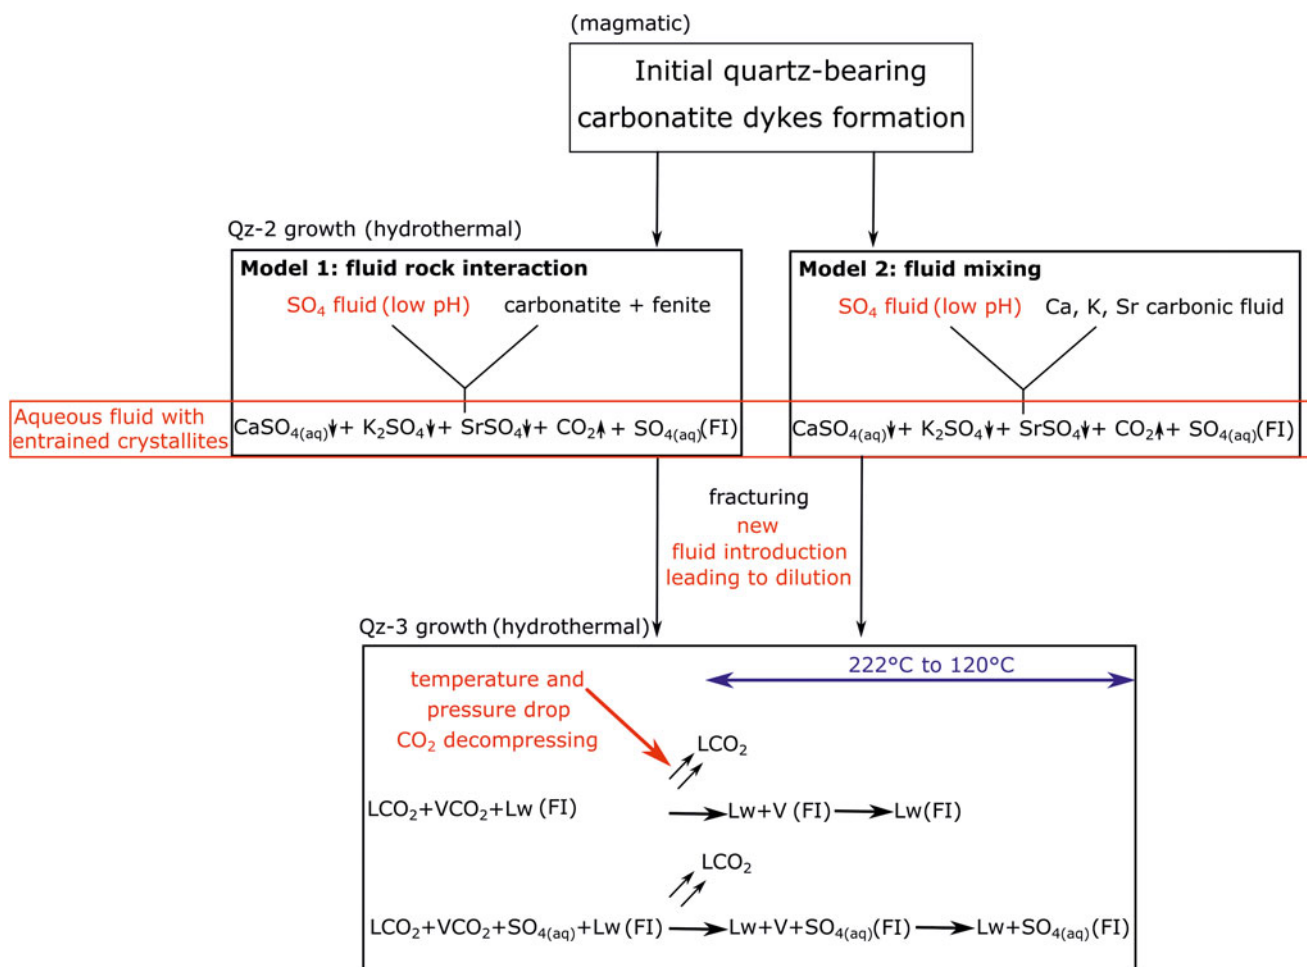 (magmatic)
Initial quartz-bearing
carbonatite dykes formation
Qz-2 growth (hydrothermal)
Model 1: fluid rock interaction
SO₄ fluid (low pH) carbonatite + fenite
Model 2: fluid mixing
SO₄ fluid (low pH) Ca, K, Sr carbonic fluid
Aqueous fluid with
entrained crystallites
CaSO₄(aq)↓+ K₂SO₄↓+ SrSO₄↓+ CO₂↑ + SO₄(aq)(FI)
CaSO₄(aq)↓+ K₂SO₄↓+ SrSO₄↓+ CO₂↑+ SO₄(aq)(FI)
fracturing
new
fluid introduction
leading to dilution
Qz-3 growth (hydrothermal)
222°C to 120°C
temperature and
pressure drop
CO₂ decompressing
LCO₂
LCO₂+VCO₂+Lw (FI) → Lw+V (FI) → Lw(FI)
LCO₂
LCO₂+VCO₂+SO₄(aq)+Lw (FI) → Lw+V+SO₄(aq)(FI) → Lw+SO₄(aq)(FI)